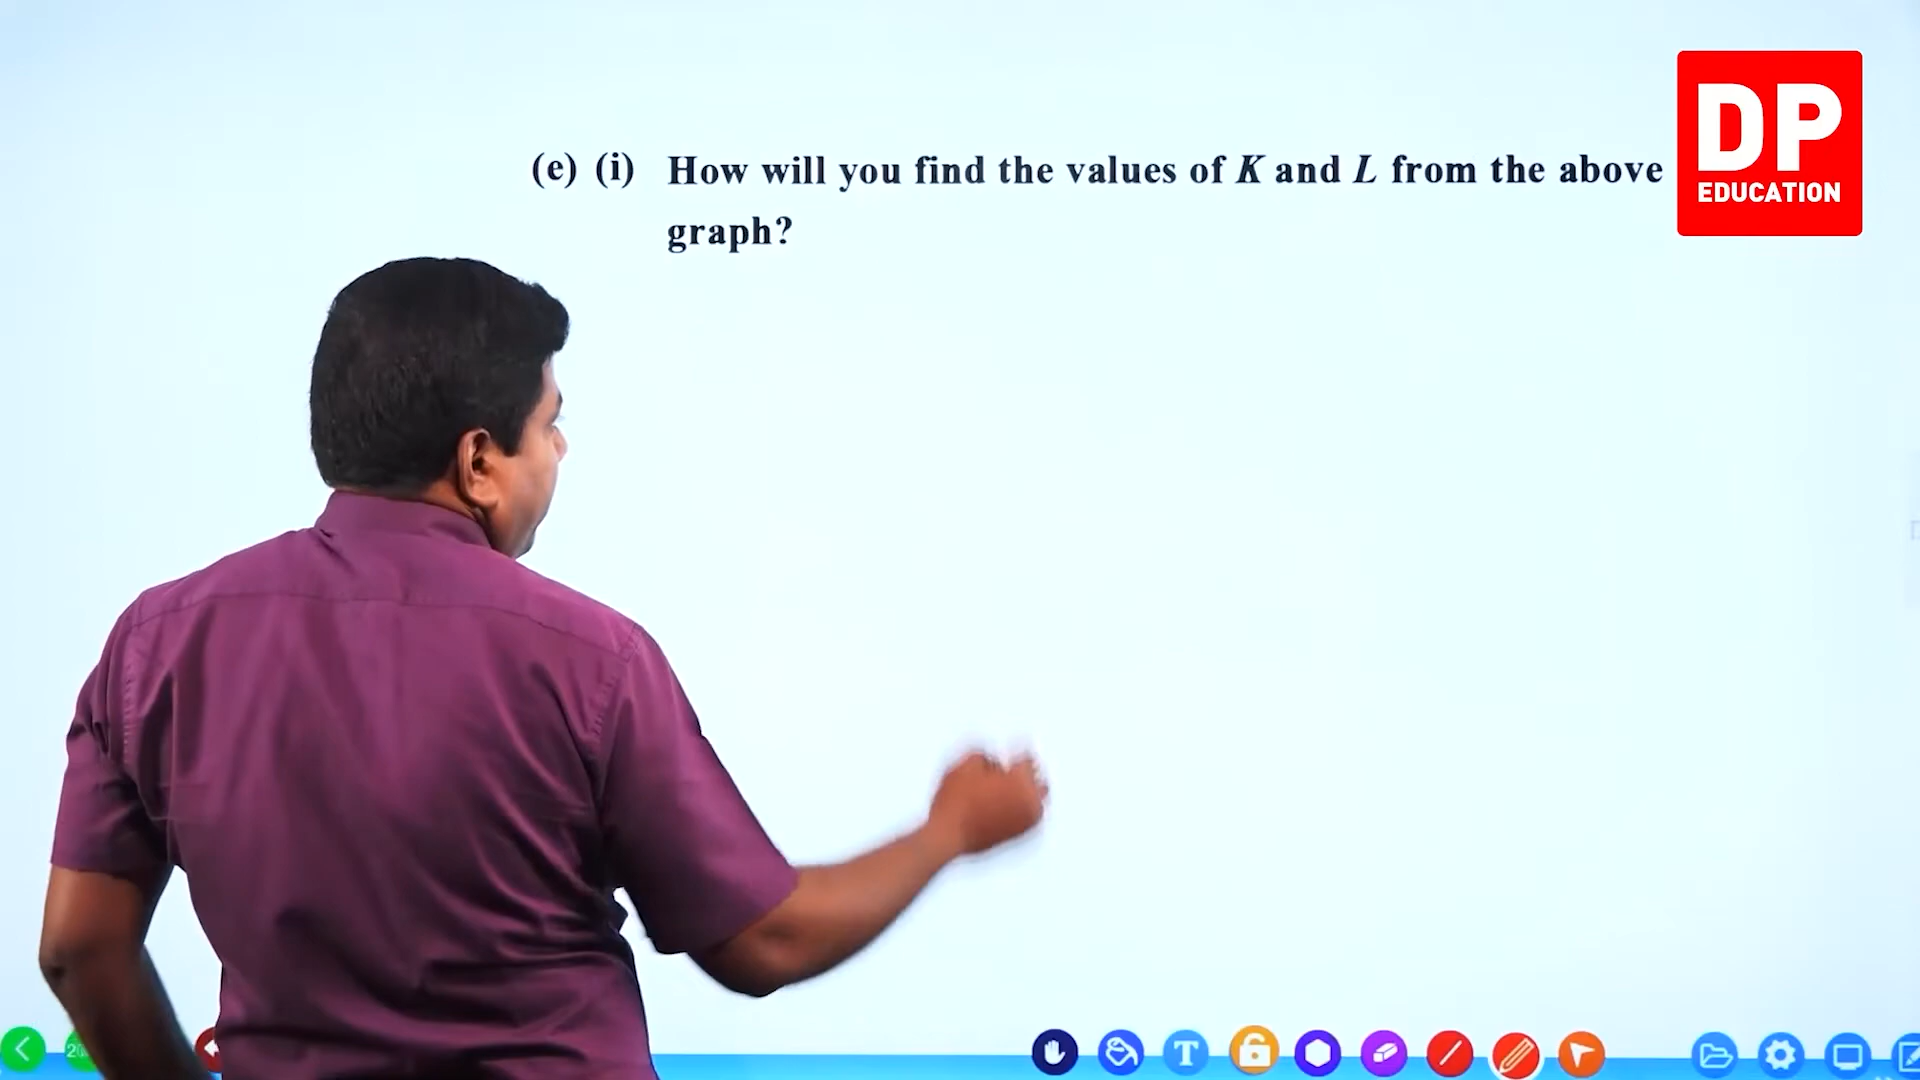 (e) (i) How will you find the values of K and L from the above
graph?
DP
EDUCATION
T